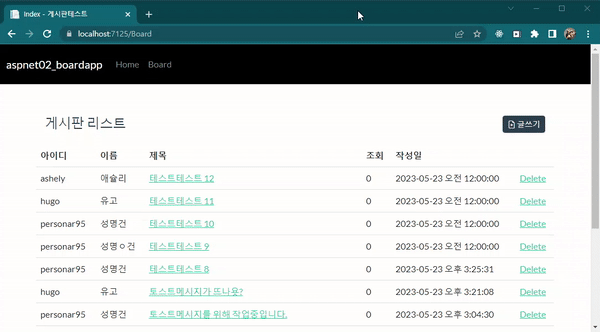 Index - 게시판테스트
localhost:7125/Board
aspnet02_boardapp Home Board
게시판 리스트 글쓰기
아이디 이름 제목 조회 작성일
ashely 애슐리 테스트테스트 12 0 2023-05-23 오전 12:00:00 Delete
hugo 유고 테스트테스트 11 0 2023-05-23 오전 12:00:00 Delete
personar95 성명건 테스트테스트 10 0 2023-05-23 오전 12:00:00 Delete
personar95 성명ㅇ건 테스트테스트 9 0 2023-05-23 오전 12:00:00 Delete
personar95 성명건 테스트테스트 8 0 2023-05-23 오후 3:25:31 Delete
hugo 유고 토스트메시지가 뜨나욧? 0 2023-05-23 오후 3:21:08 Delete
personar95 성명건 토스트메시지를 위해 작업중입니다. 0 2023-05-23 오후 3:04:30 Delete